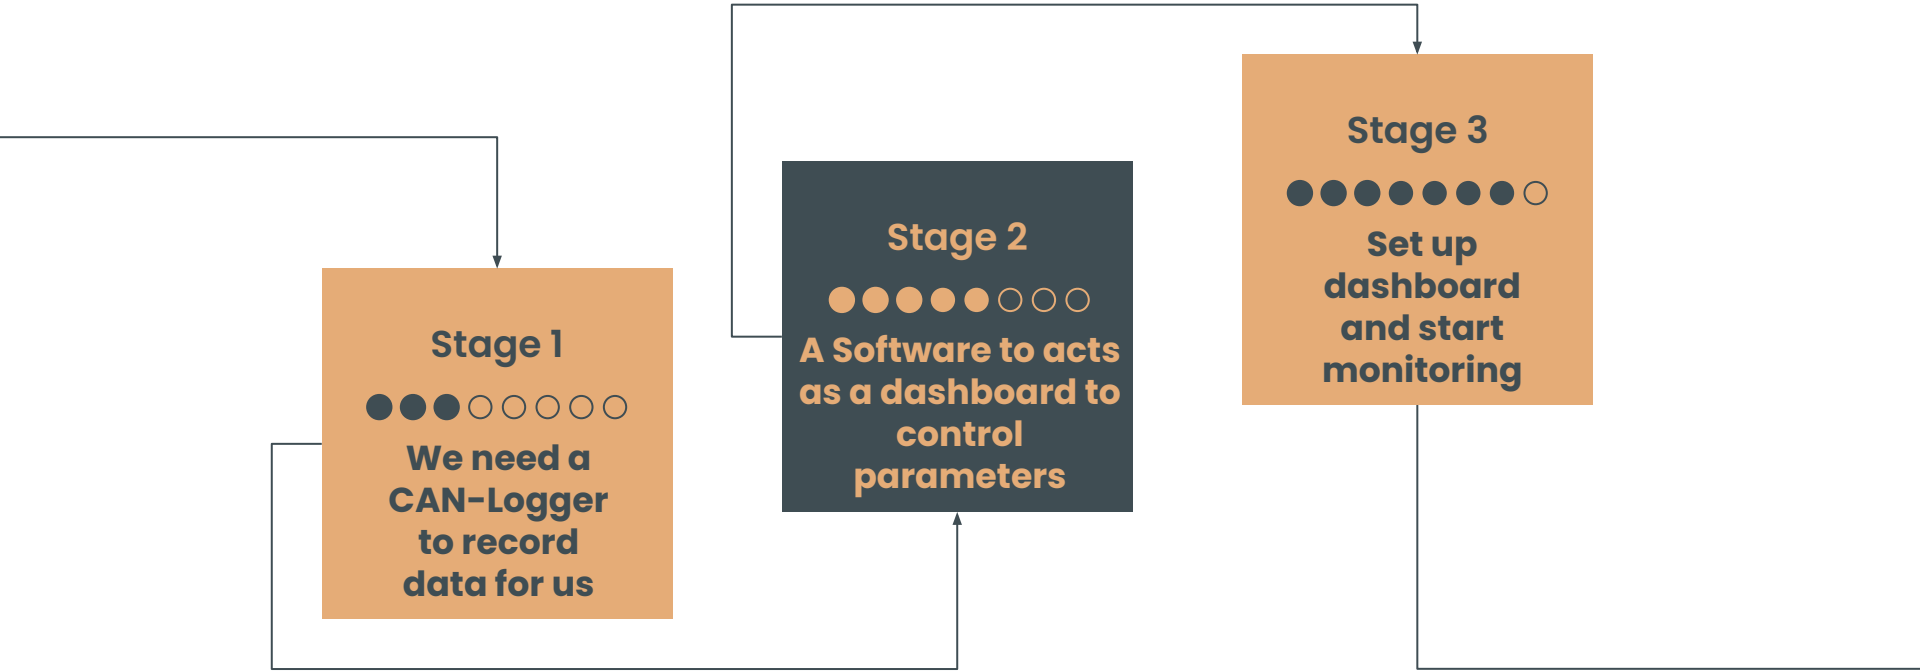 Stage 1
We need a
CAN-Logger
to record
data for us
Stage 2
A Software to acts
as a dashboard to
control
parameters
Stage 3
Set up
dashboard
and start
monitoring